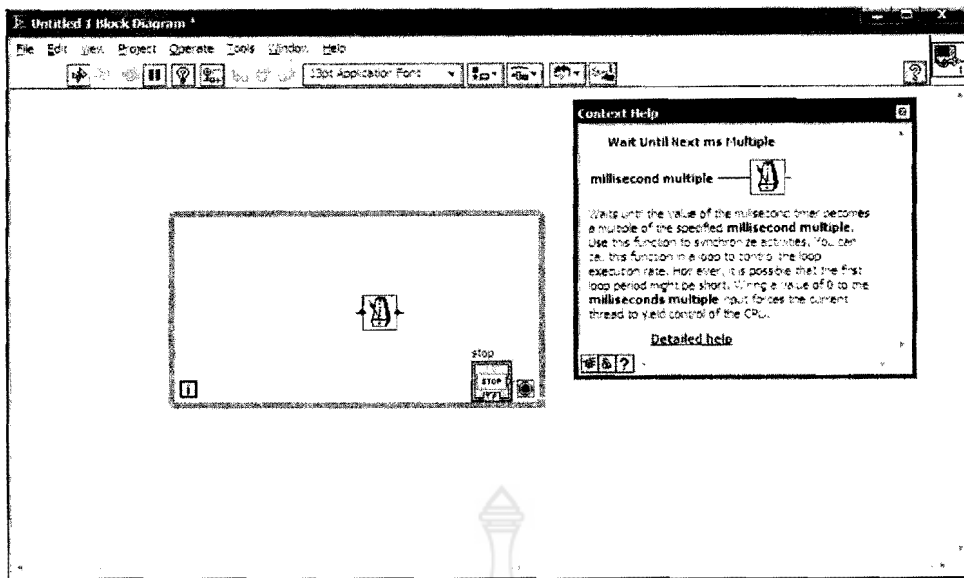 Untitled 1 Block Diagram *
File Edit View Project Operate Tools Window Help
13pt Application Font
Context Help
Wait Until Next ms Multiple
millisecond multiple
Waits until the value of the millisecond timer becomes
a multiple of the specified millisecond multiple.
Use this function to synchronize activities. You can
call this function in a loop to control the loop
execution rate. However, it is possible that the first
loop period might be short. Wiring a value of 0 to the
milliseconds multiple input forces the current
thread to yield control of the CPU.
Detailed help
stop
STOP
TF
i